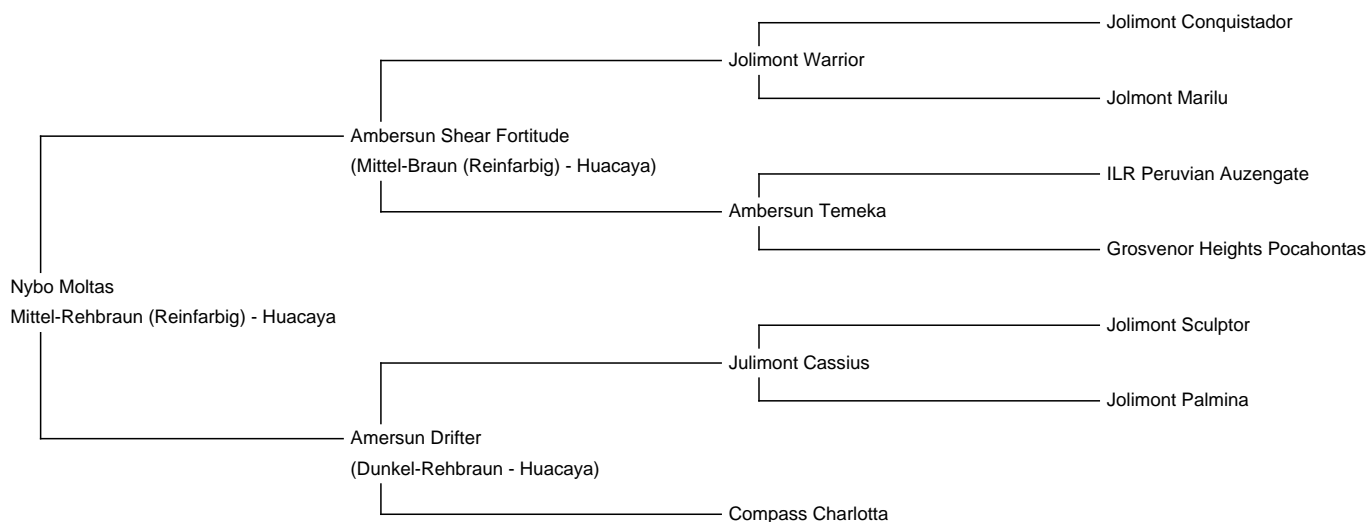 Jolimont Conquistador
Jolimont Warrior
Jolmont Marilu
Ambersun Shear Fortitude
(Mittel-Braun (Reinfarbig) - Huacaya)
ILR Peruvian Auzengate
Ambersun Temeka
Grosvenor Heights Pocahontas
Nybo Moltas
Mittel-Rehbraun (Reinfarbig) - Huacaya
Jolimont Sculptor
Julimont Cassius
Jolimont Palmina
Amersun Drifter
(Dunkel-Rehbraun - Huacaya)
Compass Charlotta